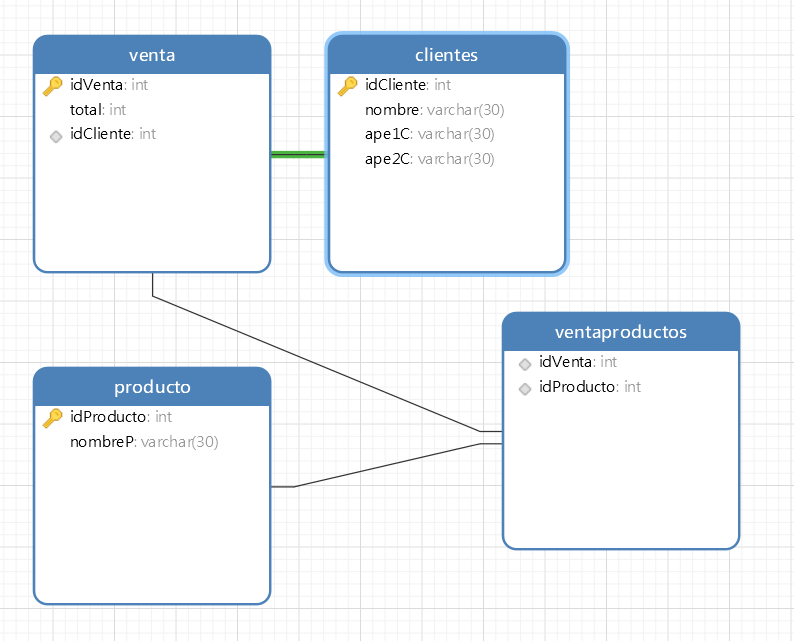 venta
idVenta: int
total: int
idCliente: int
clientes
idCliente: int
nombre: varchar(30)
ape1C: varchar(30)
ape2C: varchar(30)
ventaproductos
idVenta: int
idProducto: int
producto
idProducto: int
nombreP: varchar(30)